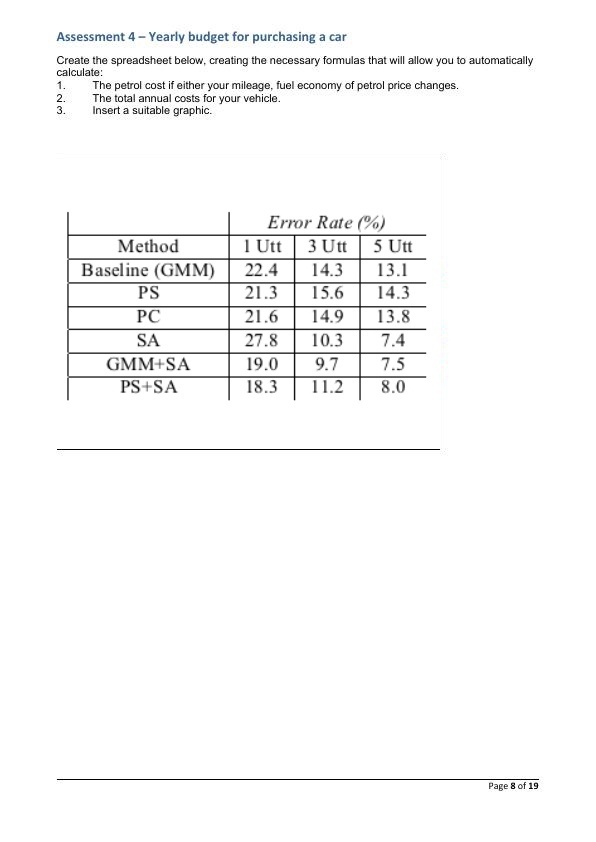 Assessment 4 – Yearly budget for purchasing a car
Create the spreadsheet below, creating the necessary formulas that will allow you to automatically
calculate:
1. The petrol cost if either your mileage, fuel economy of petrol price changes.
2. The total annual costs for your vehicle.
3. Insert a suitable graphic.
Error Rate (%)
Method 1 Utt 3 Utt 5 Utt
Baseline (GMM) 22.4 14.3 13.1
PS 21.3 15.6 14.3
PC 21.6 14.9 13.8
SA 27.8 10.3 7.4
GMM+SA 19.0 9.7 7.5
PS+SA 18.3 11.2 8.0
Page 8 of 19